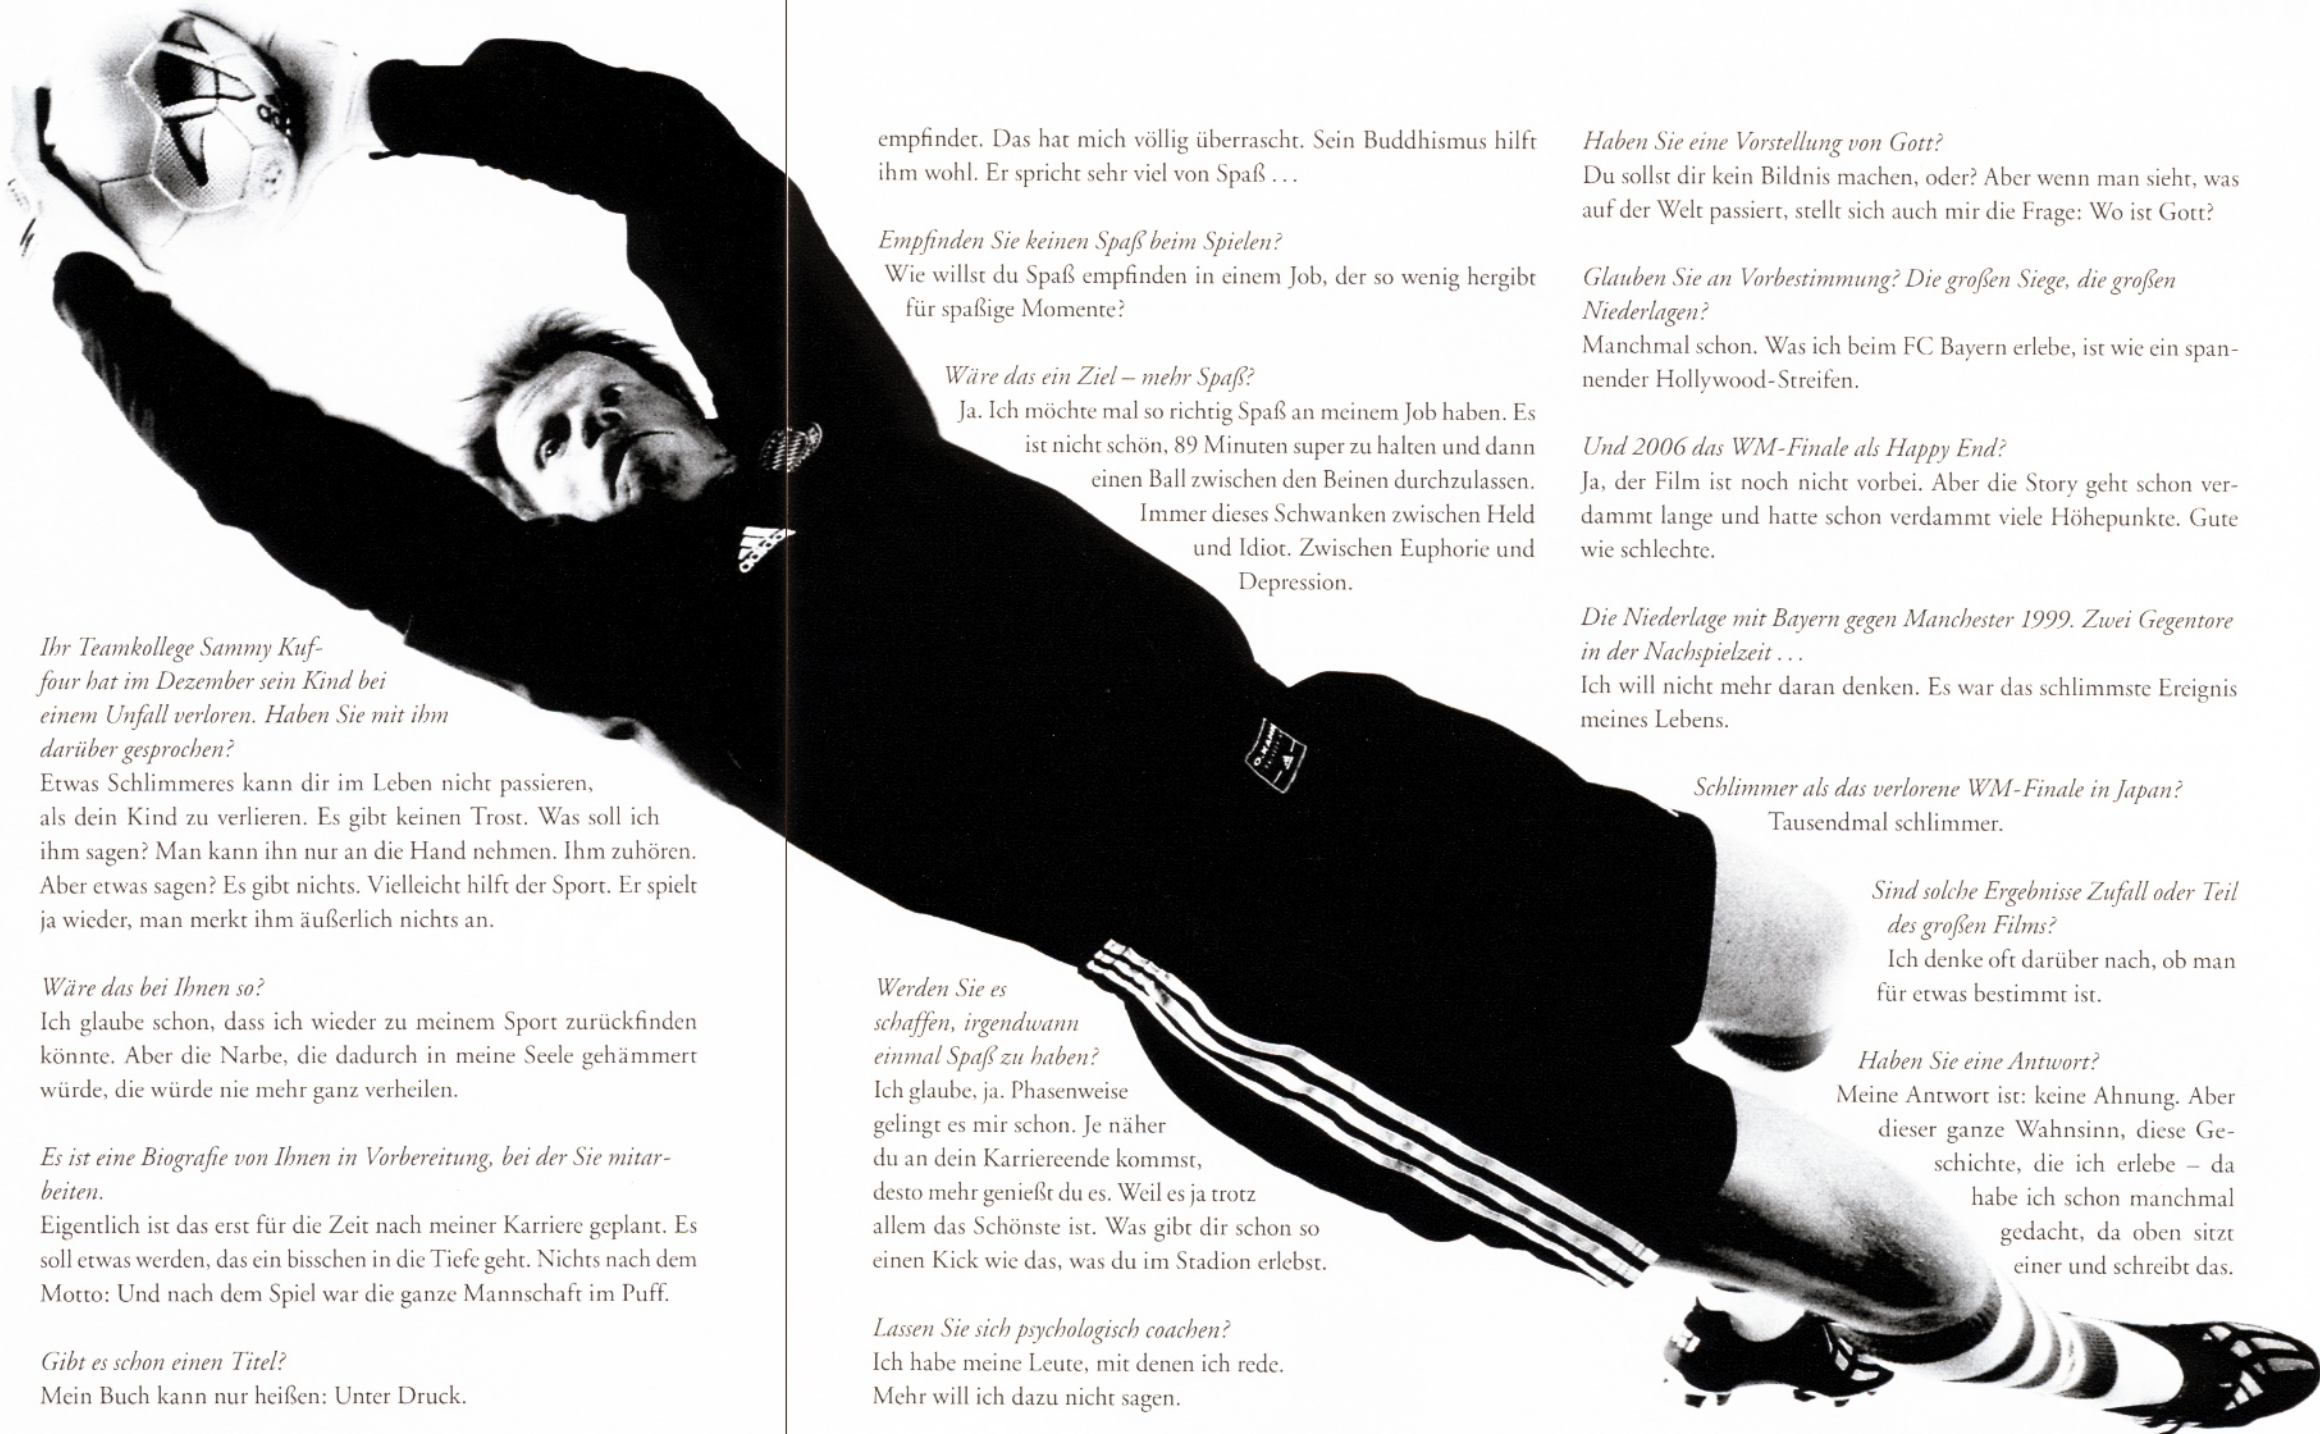 Ihr Teamkollege Sammy Kuf-
four hat im Dezember sein Kind bei
einem Unfall verloren. Haben Sie mit ihm
darüber gesprochen?
Etwas Schlimmeres kann dir im Leben nicht passieren,
als dein Kind zu verlieren. Es gibt keinen Trost. Was soll ich
ihm sagen? Man kann ihn nur an die Hand nehmen. Ihm zuhören.
Aber etwas sagen? Es gibt nichts. Vielleicht hilft der Sport. Er spielt
ja wieder, man merkt ihm äußerlich nichts an.
Wäre das bei Ihnen so?
Ich glaube schon, dass ich wieder zu meinem Sport zurückfinden
könnte. Aber die Narbe, die dadurch in meine Seele gehämmert
würde, die würde nie mehr ganz verheilen.
Es ist eine Biografie von Ihnen in Vorbereitung, bei der Sie mitar-
beiten.
Eigentlich ist das erst für die Zeit nach meiner Karriere geplant. Es
soll etwas werden, das ein bisschen in die Tiefe geht. Nichts nach dem
Motto: Und nach dem Spiel war die ganze Mannschaft im Puff.
Gibt es schon einen Titel?
Mein Buch kann nur heißen: Unter Druck.
empfindet. Das hat mich völlig überrascht. Sein Buddhismus hilft
ihm wohl. Er spricht sehr viel von Spaß . . .
Empfinden Sie keinen Spaß beim Spielen?
Wie willst du Spaß empfinden in einem Job, der so wenig hergibt
für spaßige Momente?
Wäre das ein Ziel – mehr Spaß?
Ja. Ich möchte mal so richtig Spaß an meinem Job haben. Es
ist nicht schön, 89 Minuten super zu halten und dann
einen Ball zwischen den Beinen durchzulassen.
Immer dieses Schwanken zwischen Held
und Idiot. Zwischen Euphorie und
Depression.
adidas
O.KAHN
Werden Sie es
schaffen, irgendwann
einmal Spaß zu haben?
Ich glaube, ja. Phasenweise
gelingt es mir schon. Je näher
du an dein Karriereende kommst,
desto mehr genießt du es. Weil es ja trotz
allem das Schönste ist. Was gibt dir schon so
einen Kick wie das, was du im Stadion erlebst.
Lassen Sie sich psychologisch coachen?
Ich habe meine Leute, mit denen ich rede.
Mehr will ich dazu nicht sagen.
Haben Sie eine Vorstellung von Gott?
Du sollst dir kein Bildnis machen, oder? Aber wenn man sieht, was
auf der Welt passiert, stellt sich auch mir die Frage: Wo ist Gott?
Glauben Sie an Vorbestimmung? Die großen Siege, die großen
Niederlagen?
Manchmal schon. Was ich beim FC Bayern erlebe, ist wie ein span-
nender Hollywood-Streifen.
Und 2006 das WM-Finale als Happy End?
Ja, der Film ist noch nicht vorbei. Aber die Story geht schon ver-
dammt lange und hatte schon verdammt viele Höhepunkte. Gute
wie schlechte.
Die Niederlage mit Bayern gegen Manchester 1999. Zwei Gegentore
in der Nachspielzeit . . .
Ich will nicht mehr daran denken. Es war das schlimmste Ereignis
meines Lebens.
Schlimmer als das verlorene WM-Finale in Japan?
Tausendmal schlimmer.
Sind solche Ergebnisse Zufall oder Teil
des großen Films?
Ich denke oft darüber nach, ob man
für etwas bestimmt ist.
Haben Sie eine Antwort?
Meine Antwort ist: keine Ahnung. Aber
dieser ganze Wahnsinn, diese Ge-
schichte, die ich erlebe – da
habe ich schon manchmal
gedacht, da oben sitzt
einer und schreibt das.